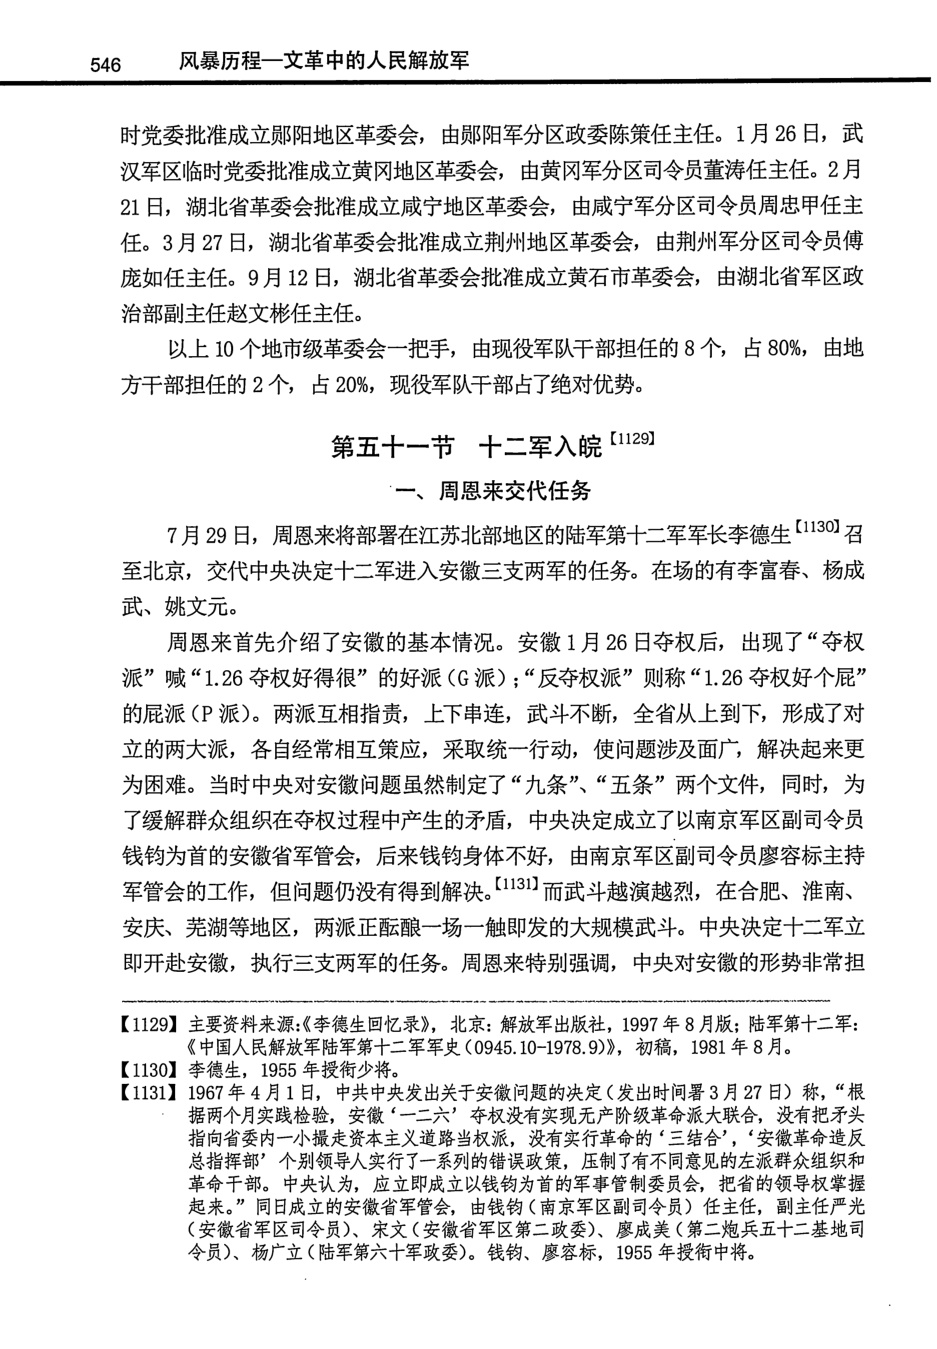 546 风暴历程—文革中的人民解放军
时党委批准成立郧阳地区革委会，由郧阳军分区政委陈策任主任。1月26日，武
汉军区临时党委批准成立黄冈地区革委会，由黄冈军分区司令员董涛任主任。2月
21日，湖北省革委会批准成立咸宁地区革委会，由咸宁军分区司令员周忠甲任主
任。3月27日，湖北省革委会批准成立荆州地区革委会，由荆州军分区司令员傅
庞如任主任。9月12日，湖北省革委会批准成立黄石市革委会，由湖北省军区政
治部副主任赵文彬任主任。
以上10个地市级革委会一把手，由现役军队干部担任的8个，占80%，由地
方干部担任的2个，占20%，现役军队干部占了绝对优势。
第五十一节 十二军入皖【1129】
一、周恩来交代任务
7月29日，周恩来将部署在江苏北部地区的陆军第十二军军长李德生【1130】召
至北京，交代中央决定十二军进入安徽三支两军的任务。在场的有李富春、杨成
武、姚文元。
周恩来首先介绍了安徽的基本情况。安徽1月26日夺权后，出现了“夺权
派”喊“1.26夺权好得很”的好派（G派）；“反夺权派”则称“1.26夺权好个屁”
的屁派（P派）。两派互相指责，上下串连，武斗不断，全省从上到下，形成了对
立的两大派，各自经常相互策应，采取统一行动，使问题涉及面广，解决起来更
为困难。当时中央对安徽问题虽然制定了“九条”、“五条”两个文件，同时，为
了缓解群众组织在夺权过程中产生的矛盾，中央决定成立了以南京军区副司令员
钱钧为首的安徽省军管会，后来钱钧身体不好，由南京军区副司令员廖容标主持
军管会的工作，但问题仍没有得到解决。【1131】而武斗越演越烈，在合肥、淮南、
安庆、芜湖等地区，两派正酝酿一场一触即发的大规模武斗。中央决定十二军立
即开赴安徽，执行三支两军的任务。周恩来特别强调，中央对安徽的形势非常担
【1129】主要资料来源：《李德生回忆录》，北京：解放军出版社，1997年8月版；陆军第十二军：
《中国人民解放军陆军第十二军军史（0945.10-1978.9）》，初稿，1981年8月。
【1130】李德生，1955年授衔少将。
【1131】1967年4月1日，中共中央发出关于安徽问题的决定（发出时间署3月27日）称，“根
据两个月实践检验，安徽‘一二六’夺权没有实现无产阶级革命派大联合，没有把矛头
指向省委内一小撮走资本主义道路当权派，没有实行革命的‘三结合’，‘安徽革命造反
总指挥部’个别领导人实行了一系列的错误政策，压制了有不同意见的左派群众组织和
革命干部。中央认为，应立即成立以钱钧为首的军事管制委员会，把省的领导权掌握
起来。”同日成立的安徽省军管会，由钱钧（南京军区副司令员）任主任，副主任严光
（安徽省军区司令员）、宋文（安徽省军区第二政委）、廖成美（第二炮兵五十二基地司
令员）、杨广立（陆军第六十军政委）。钱钧、廖容标，1955年授衔中将。